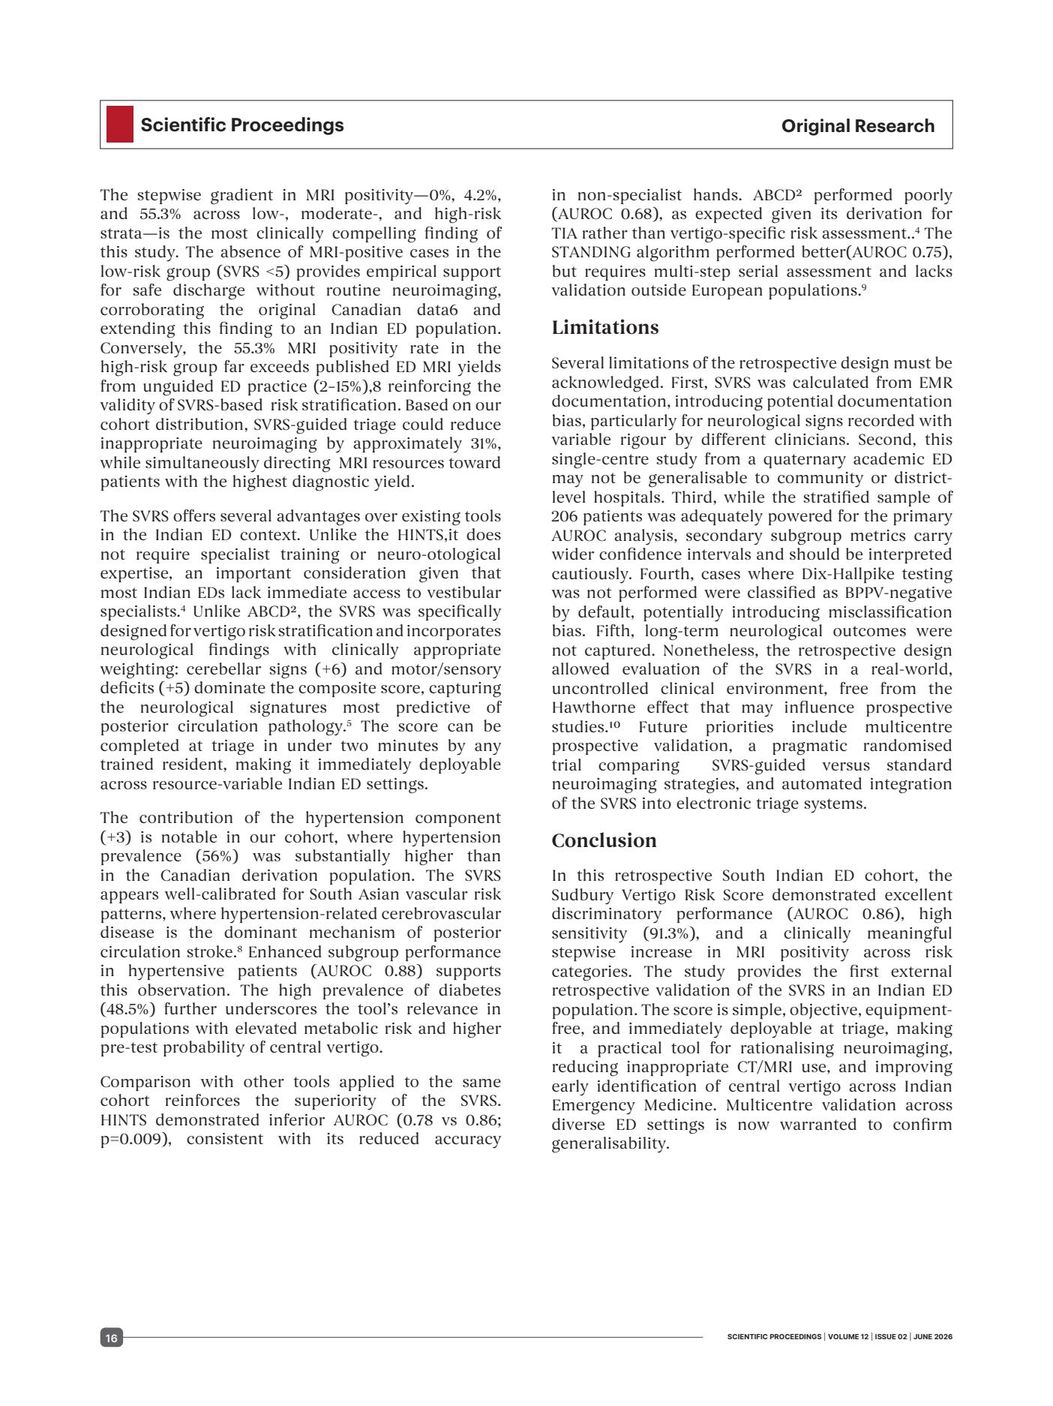 Scientific Proceedings
Original Research
The stepwise gradient in MRI positivity—0%, 4.2%,
and 55.3% across low-, moderate-, and high-risk
strata—is the most clinically compelling finding of
this study. The absence of MRI-positive cases in the
low-risk group (SVRS <5) provides empirical support
for safe discharge without routine neuroimaging,
corroborating the original Canadian data6 and
extending this finding to an Indian ED population.
Conversely, the 55.3% MRI positivity rate in the
high-risk group far exceeds published ED MRI yields
from unguided ED practice (2–15%),8 reinforcing the
validity of SVRS-based risk stratification. Based on our
cohort distribution, SVRS-guided triage could reduce
inappropriate neuroimaging by approximately 31%,
while simultaneously directing MRI resources toward
patients with the highest diagnostic yield.
The SVRS offers several advantages over existing tools
in the Indian ED context. Unlike the HINTS,it does
not require specialist training or neuro-otological
expertise, an important consideration given that
most Indian EDs lack immediate access to vestibular
specialists.⁴ Unlike ABCD², the SVRS was specifically
designed for vertigo risk stratification and incorporates
neurological findings with clinically appropriate
weighting: cerebellar signs (+6) and motor/sensory
deficits (+5) dominate the composite score, capturing
the neurological signatures most predictive of
posterior circulation pathology.⁵ The score can be
completed at triage in under two minutes by any
trained resident, making it immediately deployable
across resource-variable Indian ED settings.
The contribution of the hypertension component
(+3) is notable in our cohort, where hypertension
prevalence (56%) was substantially higher than
in the Canadian derivation population. The SVRS
appears well-calibrated for South Asian vascular risk
patterns, where hypertension-related cerebrovascular
disease is the dominant mechanism of posterior
circulation stroke.⁸ Enhanced subgroup performance
in hypertensive patients (AUROC 0.88) supports
this observation. The high prevalence of diabetes
(48.5%) further underscores the tool's relevance in
populations with elevated metabolic risk and higher
pre-test probability of central vertigo.
Comparison with other tools applied to the same
cohort reinforces the superiority of the SVRS.
HINTS demonstrated inferior AUROC (0.78 vs 0.86;
p=0.009), consistent with its reduced accuracy
in non-specialist hands. ABCD² performed poorly
(AUROC 0.68), as expected given its derivation for
TIA rather than vertigo-specific risk assessment..⁴ The
STANDING algorithm performed better(AUROC 0.75),
but requires multi-step serial assessment and lacks
validation outside European populations.⁹
Limitations
Several limitations of the retrospective design must be
acknowledged. First, SVRS was calculated from EMR
documentation, introducing potential documentation
bias, particularly for neurological signs recorded with
variable rigour by different clinicians. Second, this
single-centre study from a quaternary academic ED
may not be generalisable to community or district-
level hospitals. Third, while the stratified sample of
206 patients was adequately powered for the primary
AUROC analysis, secondary subgroup metrics carry
wider confidence intervals and should be interpreted
cautiously. Fourth, cases where Dix-Hallpike testing
was not performed were classified as BPPV-negative
by default, potentially introducing misclassification
bias. Fifth, long-term neurological outcomes were
not captured. Nonetheless, the retrospective design
allowed evaluation of the SVRS in a real-world,
uncontrolled clinical environment, free from the
Hawthorne effect that may influence prospective
studies.¹⁰ Future priorities include multicentre
prospective validation, a pragmatic randomised
trial comparing SVRS-guided versus standard
neuroimaging strategies, and automated integration
of the SVRS into electronic triage systems.
Conclusion
In this retrospective South Indian ED cohort, the
Sudbury Vertigo Risk Score demonstrated excellent
discriminatory performance (AUROC 0.86), high
sensitivity (91.3%), and a clinically meaningful
stepwise increase in MRI positivity across risk
categories. The study provides the first external
retrospective validation of the SVRS in an Indian ED
population. The score is simple, objective, equipment-
free, and immediately deployable at triage, making
it a practical tool for rationalising neuroimaging,
reducing inappropriate CT/MRI use, and improving
early identification of central vertigo across Indian
Emergency Medicine. Multicentre validation across
diverse ED settings is now warranted to confirm
generalisability.
16
SCIENTIFIC PROCEEDINGS | VOLUME 12 | ISSUE 02 | JUNE 2026